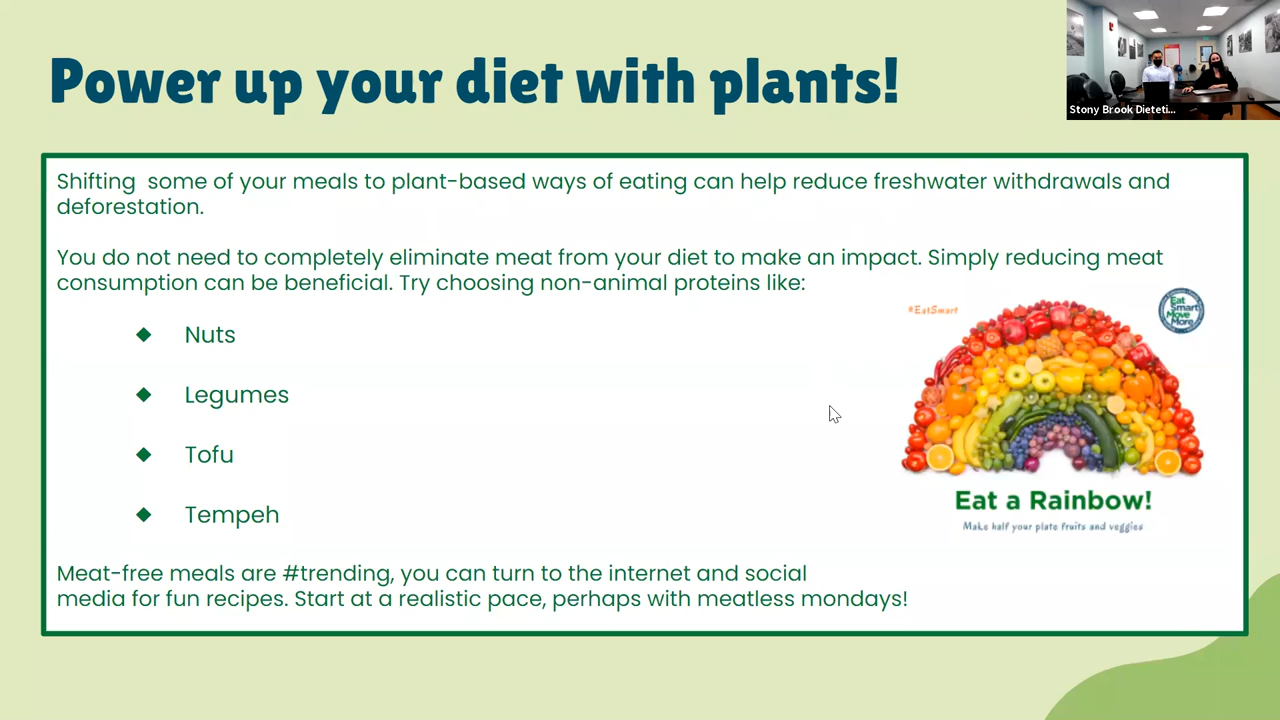 Power up your diet with plants!
Stony Brook Dieteti...
Shifting some of your meals to plant-based ways of eating can help reduce freshwater withdrawals and
deforestation.
You do not need to completely eliminate meat from your diet to make an impact. Simply reducing meat
consumption can be beneficial. Try choosing non-animal proteins like:
Nuts
Legumes
Tofu
Tempeh
#EatSmart
Eat
Smart
Move
More
Eat a Rainbow!
Make half your plate fruits and veggies
Meat-free meals are #trending, you can turn to the internet and social
media for fun recipes. Start at a realistic pace, perhaps with meatless mondays!